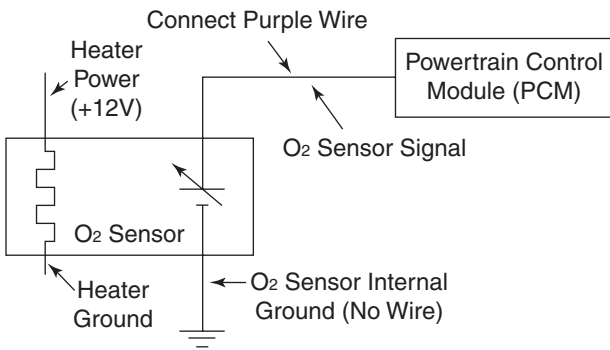 Connect Purple Wire
Heater
Power
(+12V)
Powertrain Control
Module (PCM)
O2 Sensor Signal
O2 Sensor
Heater
Ground
O2 Sensor Internal
Ground (No Wire)